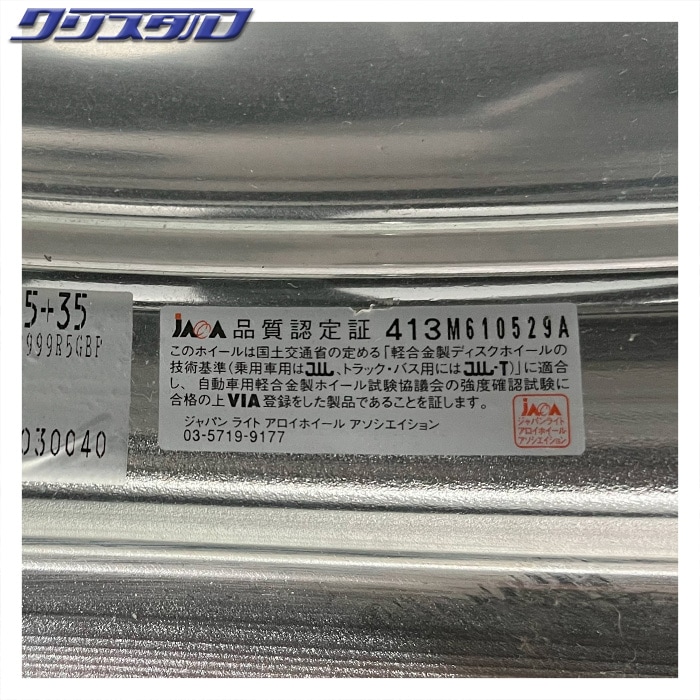 クリスタル
5+35
999R5GBP
030040
JAWA 品質認定証 413M610529A
このホイールは国土交通省の定める「軽合金製ディスクホイールの
技術基準（乗用車用はJWL、トラック・バス用にはJWL-T）」に適合
し、自動車用軽合金製ホイール試験協議会の強度確認試験に
合格の上VIA登録をした製品であることを証します。
ジャパン ライト アロイホイール アソシエイション
03-5719-9177
JAWA
ジャパンライト
アロイホイール
アソシエイション